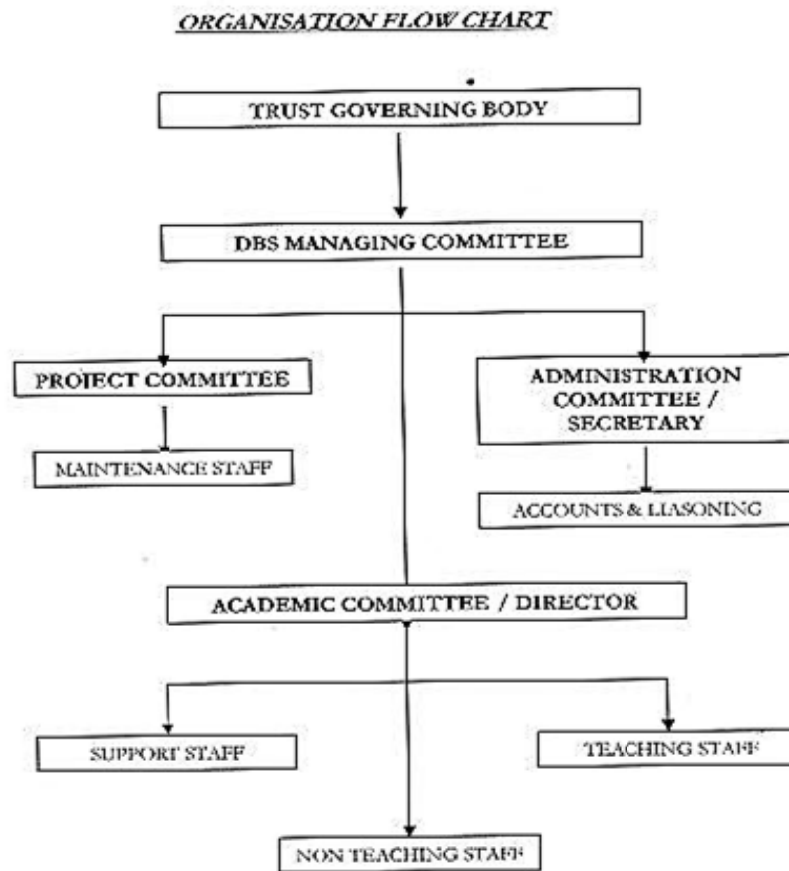 ORGANISATION FLOW CHART
TRUST GOVERNING BODY
DBS MANAGING COMMITTEE
PROJECT COMMITTEE
ADMINISTRATION
COMMITTEE /
SECRETARY
MAINTENANCE STAFF
ACCOUNTS & LIASONING
ACADEMIC COMMITTEE / DIRECTOR
SUPPORT STAFF
TEACHING STAFF
NON TEACHING STAFF